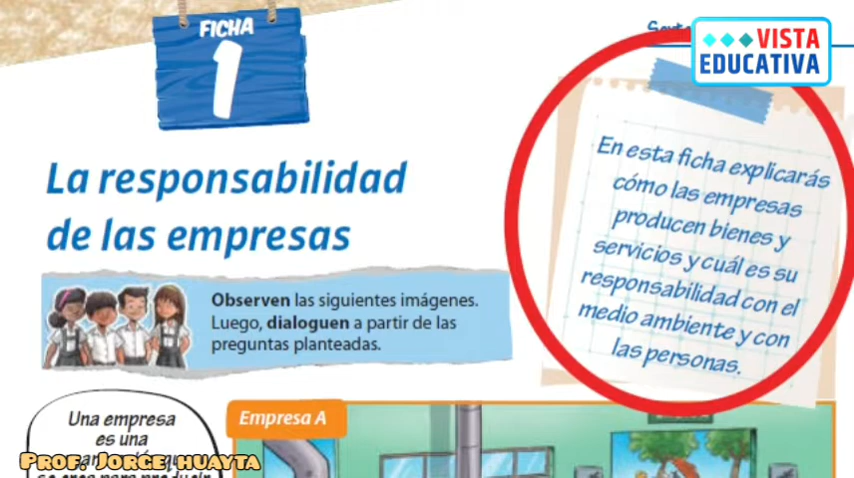 FICHA
1
Sexto
VISTA
EDUCATIVA
La responsabilidad
de las empresas
En esta ficha explicarás
cómo las empresas
producen bienes y
servicios y cuál es su
responsabilidad con el
medio ambiente y con
las personas.
Observen las siguientes imágenes.
Luego, dialoguen a partir de las
preguntas planteadas.
Una empresa
es una
Empresa A
Prof. Jorge huayta